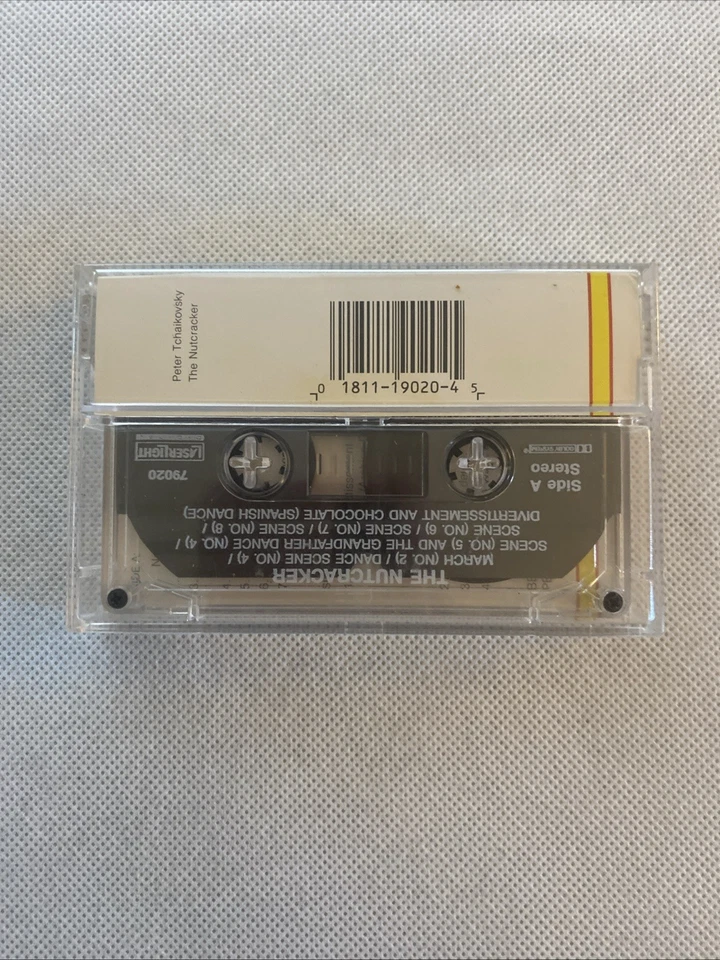 Peter Tchaikovsky
The Nutcracker
0 1811-19020-4 5
THE NUTCRACKER
MARCH (NO. 2) / DANCE SCENE (NO. 4) /
SCENE (NO. 5) AND THE GRANDFATHER DANCE (NO. 4) /
SCENE (NO. 6) / SCENE (NO. 7) / SCENE (NO. 8) /
DIVERTISSEMENT AND CHOCOLATE (SPANISH DANCE)
Side A
Stereo
DOLBY SYSTEM
79020
LASERLIGHT